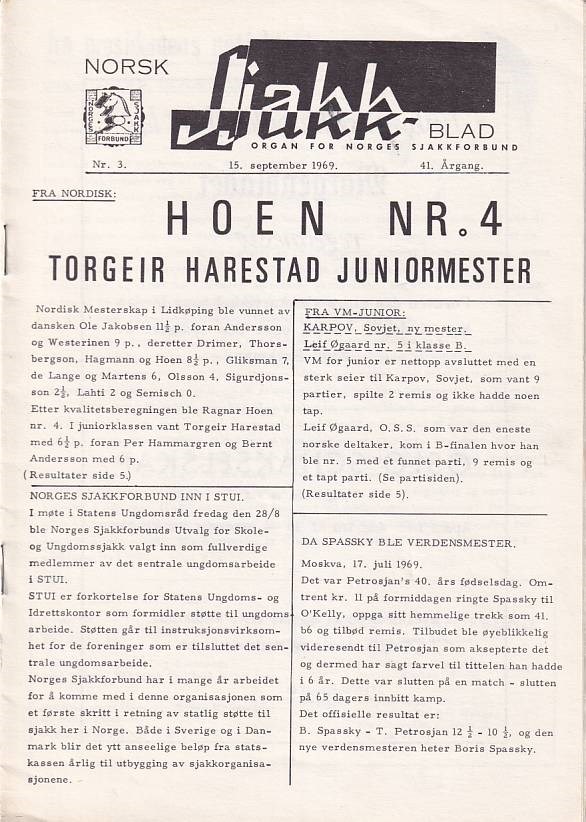 NORSK
Sjakk-
BLAD
NORGES SJAKK
FORBUND
ORGAN FOR NORGES SJAKKFORBUND
Nr. 3. 15. september 1969. 41. Årgang.
FRA NORDISK:
HOEN NR. 4
TORGEIR HARESTAD JUNIORMESTER
Nordisk Mesterskap i Lidkøping ble vunnet av
dansken Ole Jakobsen 11½ p. foran Andersson
og Westerinen 9 p., deretter Drimer, Thors-
bergson, Hagmann og Hoen 8½ p., Gliksman 7,
de Lange og Martens 6, Olsson 4, Sigurdjons-
son 2½, Lahti 2 og Semisch 0.
Etter kvalitetsberegningen ble Ragnar Hoen
nr. 4. I juniorklassen vant Torgeir Harestad
med 6½ p. foran Per Hammargren og Bernt
Andersson med 6 p.
(Resultater side 5.)
NORGES SJAKKFORBUND INN I STUI.
I møte i Statens Ungdomsråd fredag den 28/8
ble Norges Sjakkforbunds Utvalg for Skole-
og Ungdomssjakk valgt inn som fullverdige
medlemmer av det sentrale ungdomsarbeide
i STUI.
STUI er forkortelse for Statens Ungdoms- og
Idrettskontor som formidler støtte til ungdoms
arbeide. Støtten går til instruksjonsvirksom-
het for de foreninger som er tilsluttet det sen-
trale ungdomsarbeide.
Norges Sjakkforbund har i mange år arbeidet
for å komme med i denne organisasjonen som
et første skritt i retning av statlig støtte til
sjakk her i Norge. Både i Sverige og i Dan-
mark blir det ytt anseelige beløp fra stats-
kassen årlig til utbygging av sjakkorganisa-
sjonene.
FRA VM-JUNIOR:
KARPOV, Sovjet, ny mester.
Leif Øgaard nr. 5 i klasse B.
VM for junior er nettopp avsluttet med en
sterk seier til Karpov, Sovjet, som vant 9
partier, spilte 2 remis og ikke hadde noen
tap.
Leif Øgaard, O.S.S. som var den eneste
norske deltaker, kom i B-finalen hvor han
ble nr. 5 med et funnet parti, 9 remis og
et tapt parti. (Se partisiden).
(Resultater side 5).
DA SPASSKY BLE VERDENSMESTER.
Moskva, 17. juli 1969.
Det var Petrosjan's 40. års fødselsdag. Om-
trent kr. 11 på formiddagen ringte Spassky til
O'Kelly, oppga sitt hemmelige trekk som 41.
b6 og tilbød remis. Tilbudet ble øyeblikkelig
videresendt til Petrosjan som aksepterte det
og dermed har sagt farvel til tittelen han hadde
i 6 år. Dette var slutten på en match - slutten
på 65 dagers innbitt kamp.
Det offisielle resultat er:
B. Spassky - T. Petrosjan 12 ½ - 10 ½, og den
nye verdensmesteren heter Boris Spassky.